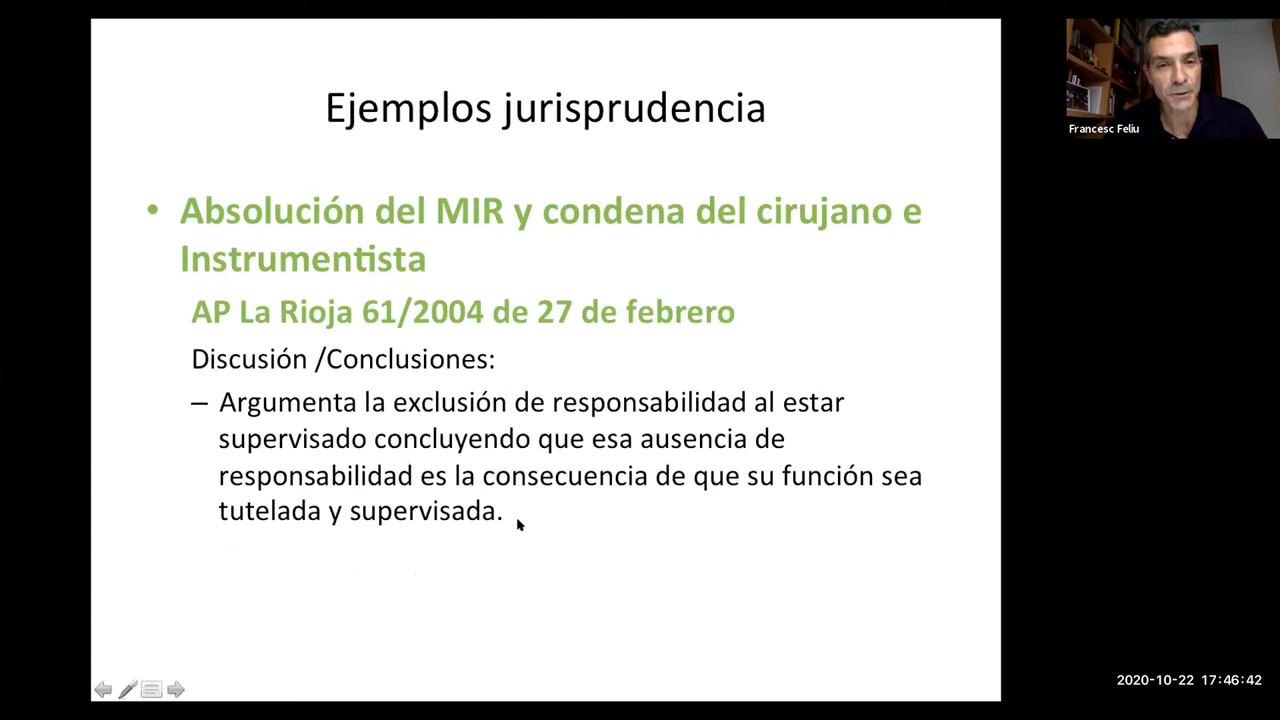 Ejemplos jurisprudencia
• Absolución del MIR y condena del cirujano e
Instrumentista
AP La Rioja 61/2004 de 27 de febrero
Discusión /Conclusiones:
– Argumenta la exclusión de responsabilidad al estar
supervisado concluyendo que esa ausencia de
responsabilidad es la consecuencia de que su función sea
tutelada y supervisada.
Francesc Feliu
2020-10-22 17:46:42